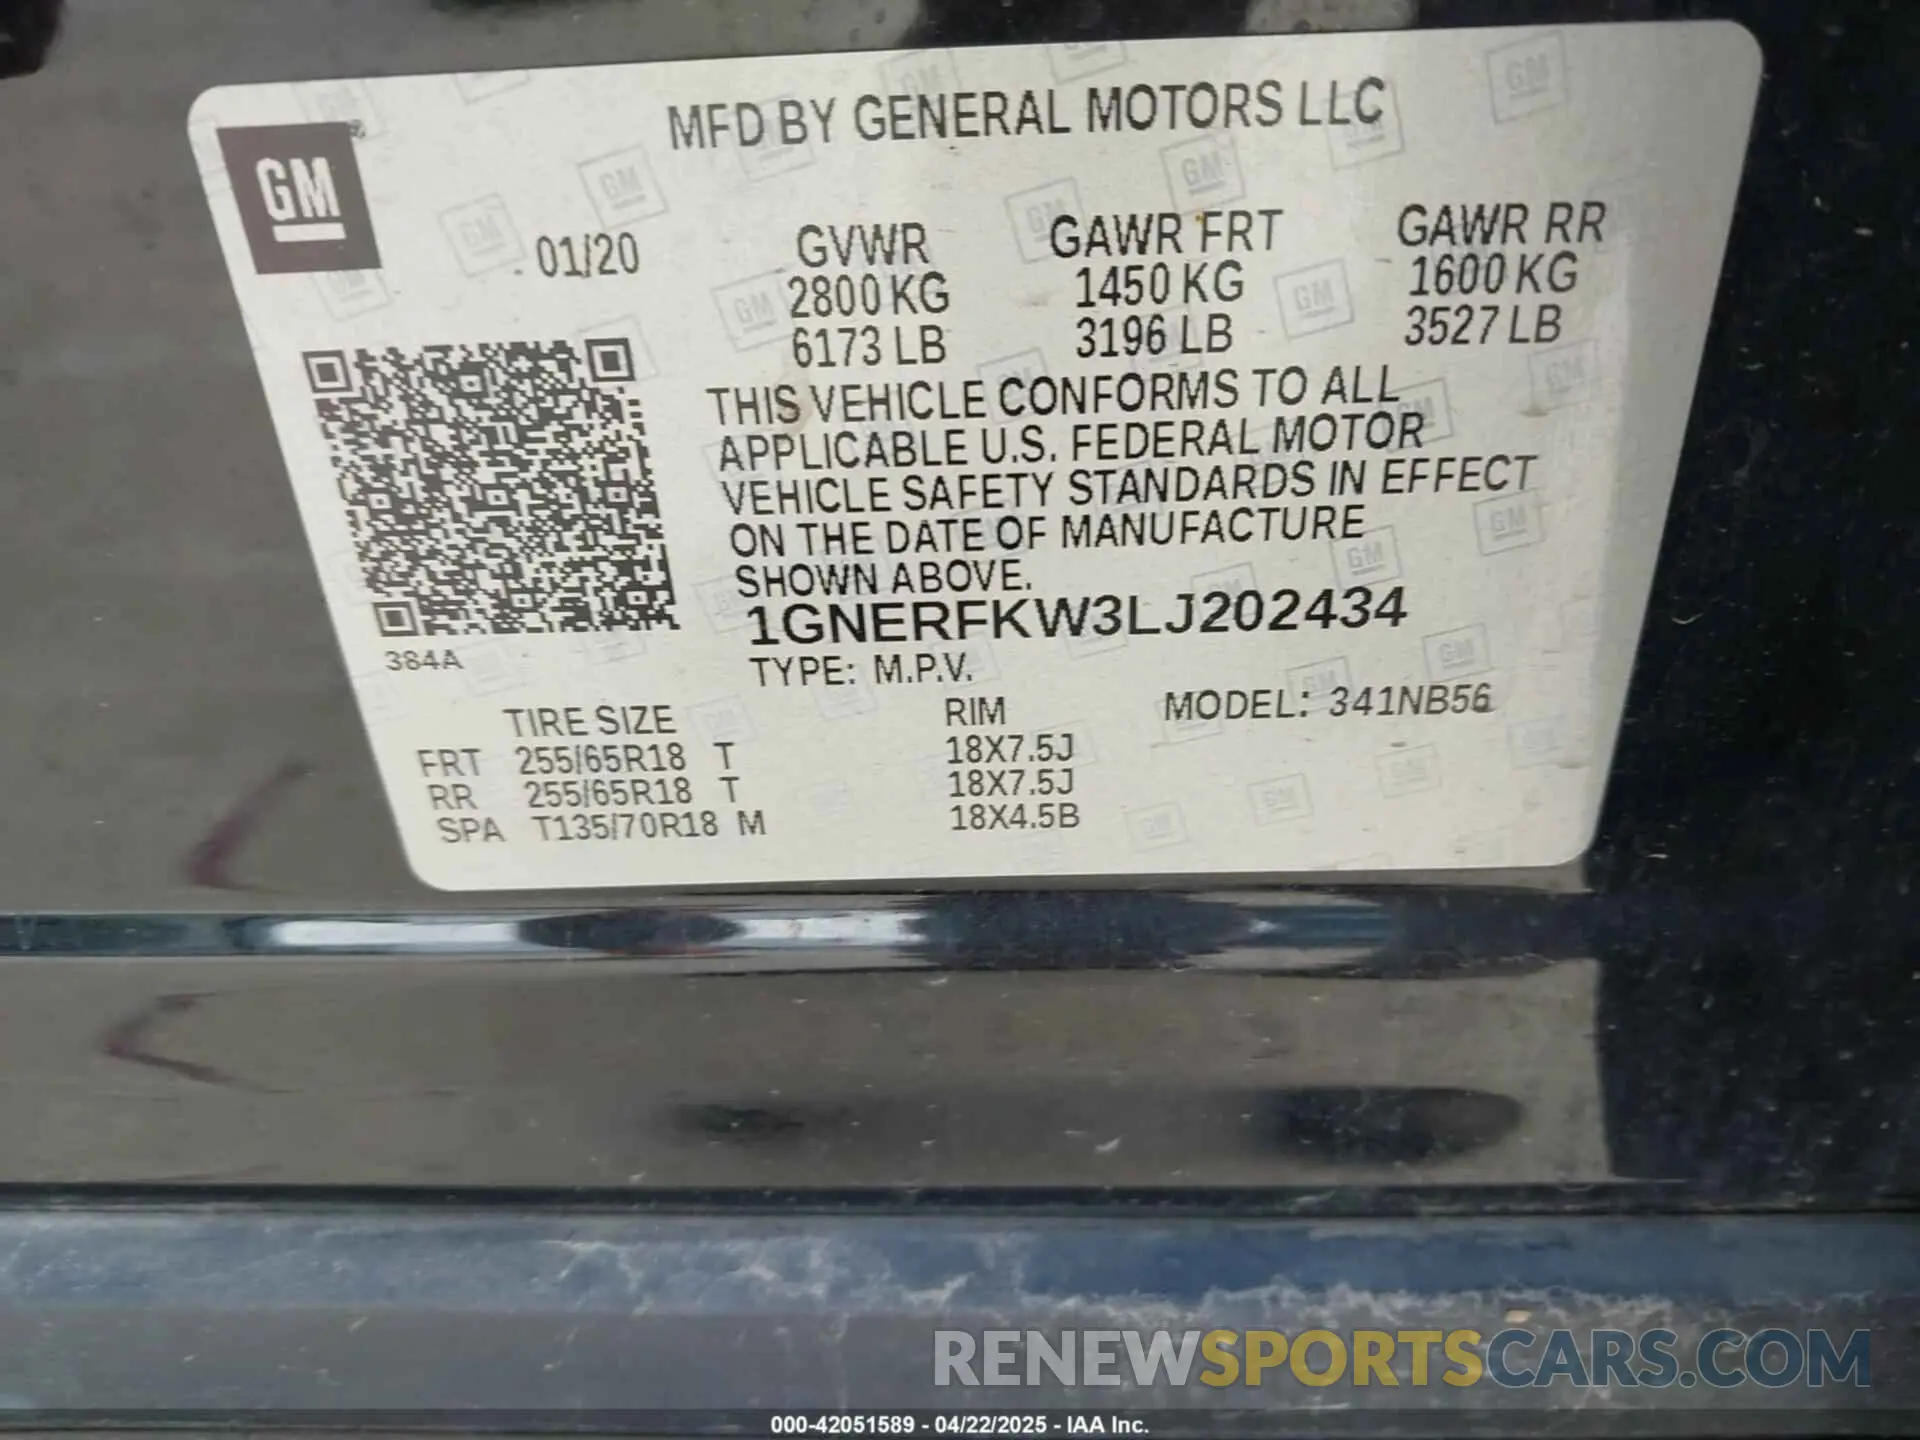 MFD BY GENERAL MOTORS LLC
GM
01/20
GVWR GAWR FRT GAWR RR
2800 KG 1450 KG 1600 KG
6173 LB 3196 LB 3527 LB
THIS VEHICLE CONFORMS TO ALL
APPLICABLE U.S. FEDERAL MOTOR
VEHICLE SAFETY STANDARDS IN EFFECT
ON THE DATE OF MANUFACTURE
SHOWN ABOVE.
1GNERFKW3LJ202434
384A
TYPE: M.P.V.
TIRE SIZE RIM MODEL: 341NB56
FRT 255/65R18 T 18X7.5J
RR 255/65R18 T 18X7.5J
SPA T135/70R18 M 18X4.5B
RENEWSPORTSCARS.COM
000-42051589 - 04/22/2025 - IAA Inc.